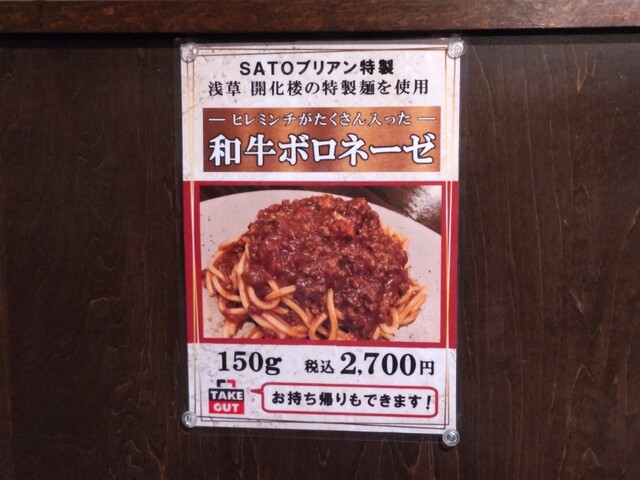 SATOブリアン特製
浅草 開化楼の特製麺を使用
― ヒレミンチがたくさん入った ―
和牛ボロネーゼ
150g 税込 2,700円
TAKE OUT
お持ち帰りもできます!